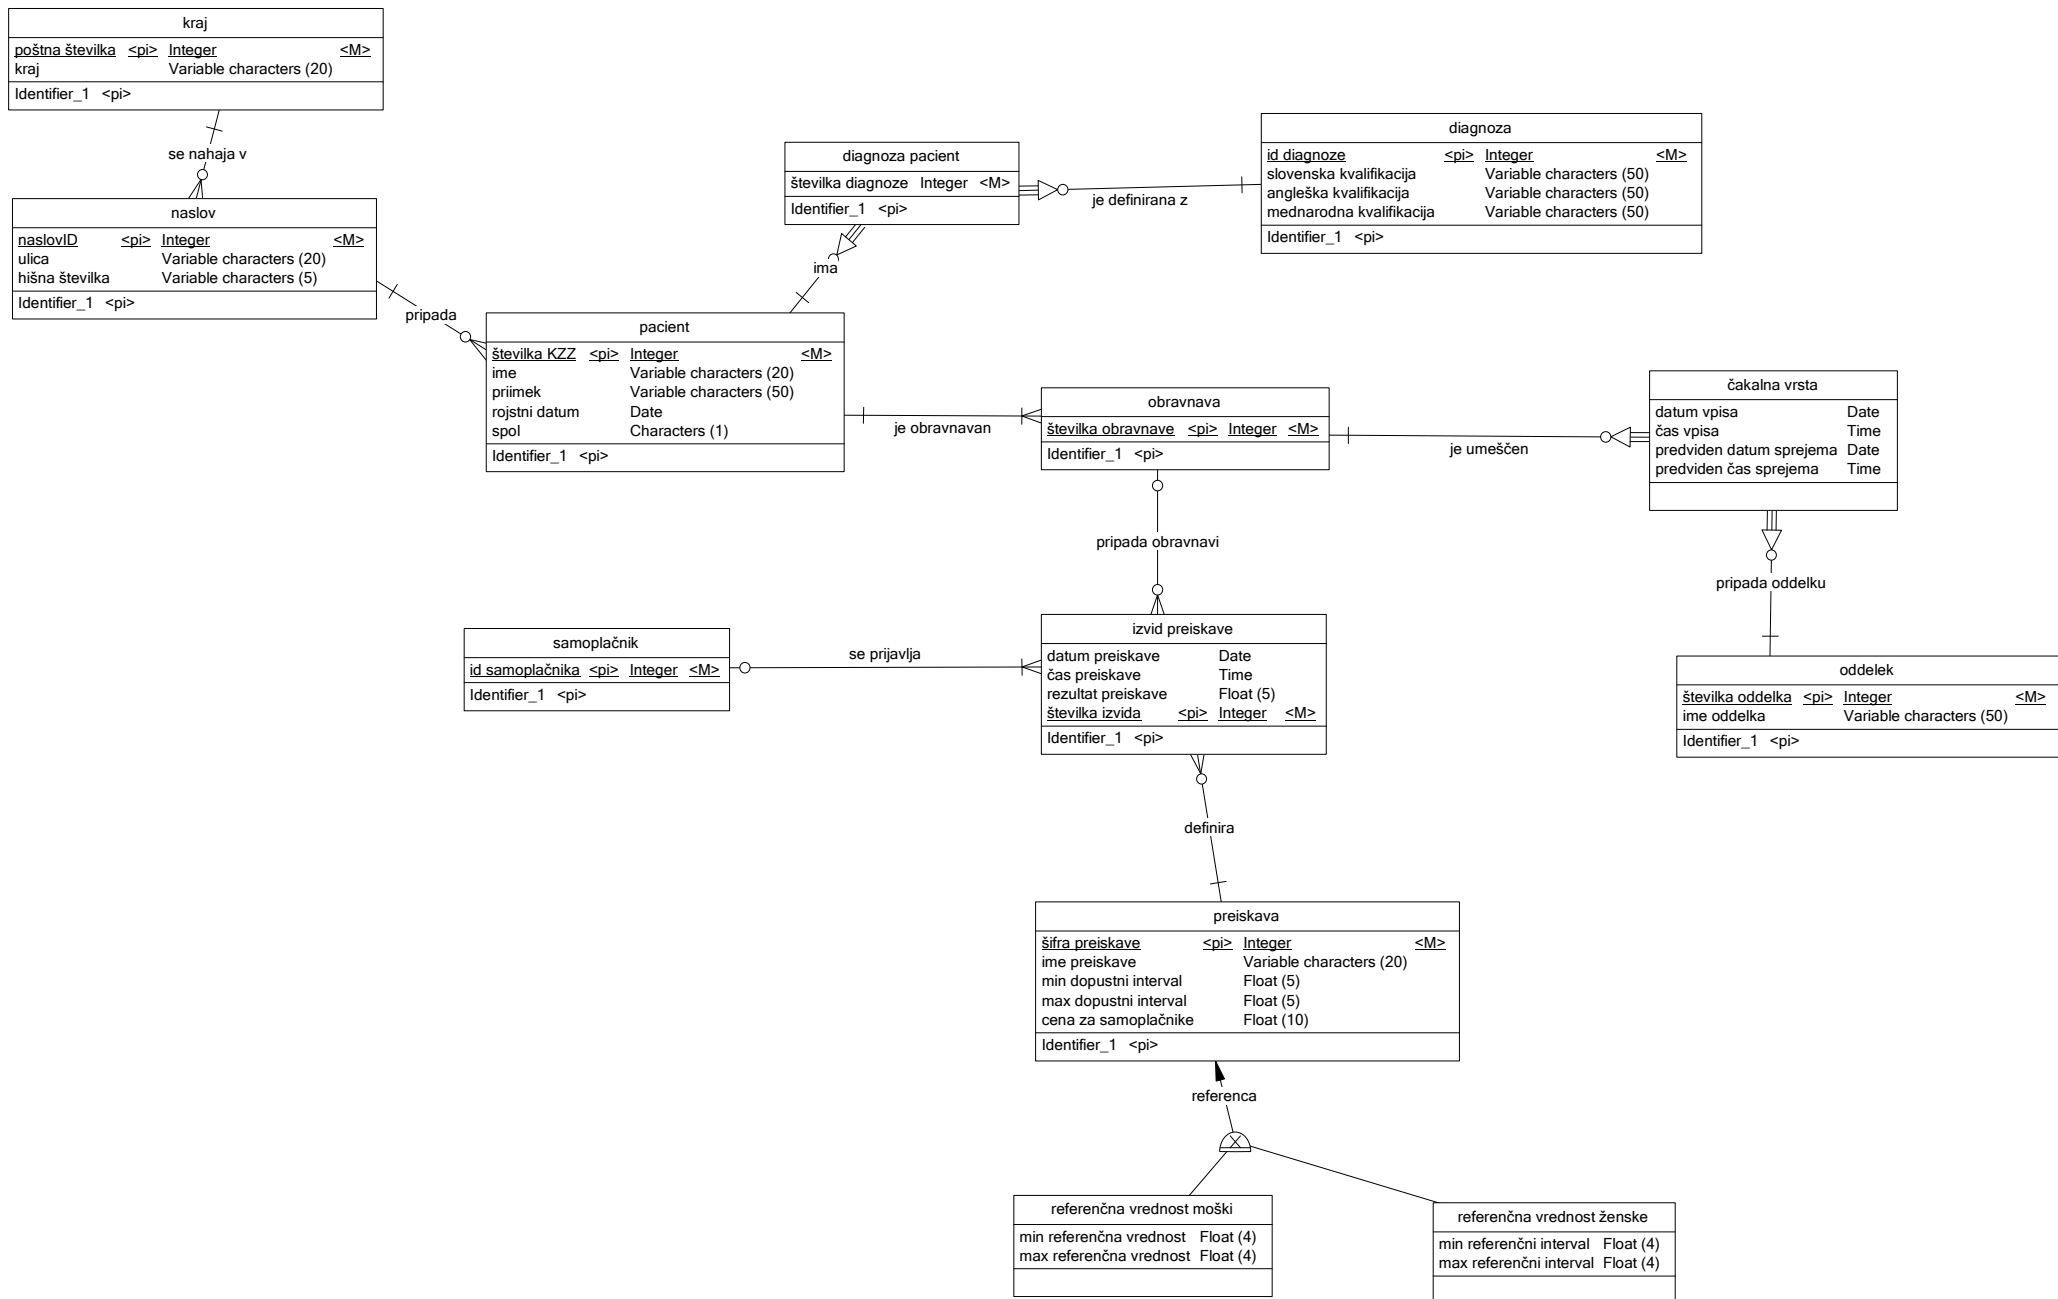 kraj
poštna številka <pi> Integer <M>
kraj Variable characters (20)
Identifier_1 <pi>
se nahaja v
naslov
naslovID <pi> Integer <M>
ulica Variable characters (20)
hišna številka Variable characters (5)
Identifier_1 <pi>
pripada
diagnoza pacient
številka diagnoze Integer <M>
Identifier_1 <pi>
je definirana z
diagnoza
id diagnoze <pi> Integer <M>
slovenska kvalifikacija Variable characters (50)
angleška kvalifikacija Variable characters (50)
mednarodna kvalifikacija Variable characters (50)
Identifier_1 <pi>
ima
pacient
številka KZZ <pi> Integer <M>
ime Variable characters (20)
priimek Variable characters (50)
rojstni datum Date
spol Characters (1)
Identifier_1 <pi>
je obravnavan
obravnava
številka obravnave <pi> Integer <M>
Identifier_1 <pi>
je umeščen
čakalna vrsta
datum vpisa Date
čas vpisa Time
predviden datum sprejema Date
predviden čas sprejema Time
pripada obravnavi
pripada oddelku
samoplačnik
id samoplačnika <pi> Integer <M>
Identifier_1 <pi>
se prijavlja
izvid preiskave
datum preiskave Date
čas preiskave Time
rezultat preiskave Float (5)
številka izvida <pi> Integer <M>
Identifier_1 <pi>
oddelek
številka oddelka <pi> Integer <M>
ime oddelka Variable characters (50)
Identifier_1 <pi>
definira
preiskava
šifra preiskave <pi> Integer <M>
ime preiskave Variable characters (20)
min dopustni interval Float (5)
max dopustni interval Float (5)
cena za samoplačnike Float (10)
Identifier_1 <pi>
referenca
referenčna vrednost moški
min referenčna vrednost Float (4)
max referenčna vrednost Float (4)
referenčna vrednost ženske
min referenčni interval Float (4)
max referenčni interval Float (4)